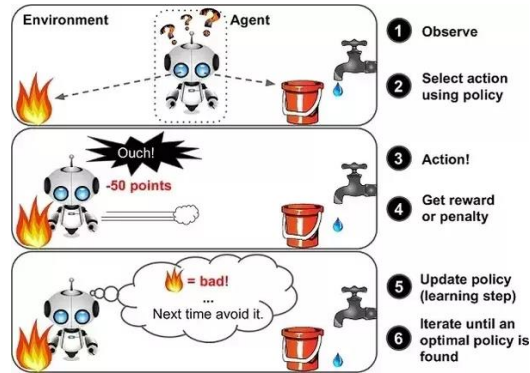 Environment
Agent
? ? ?
1 Observe
2 Select action
using policy
Ouch!
-50 points
3 Action!
4 Get reward
or penalty
= bad!
...
Next time avoid it.
5 Update policy
(learning step)
6 Iterate until an
optimal policy is
found